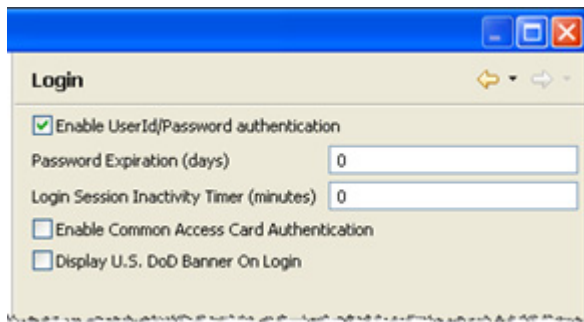 Login
Enable UserId/Password authentication
Password Expiration (days) 0
Login Session Inactivity Timer (minutes) 0
Enable Common Access Card Authentication
Display U.S. DoD Banner On Login